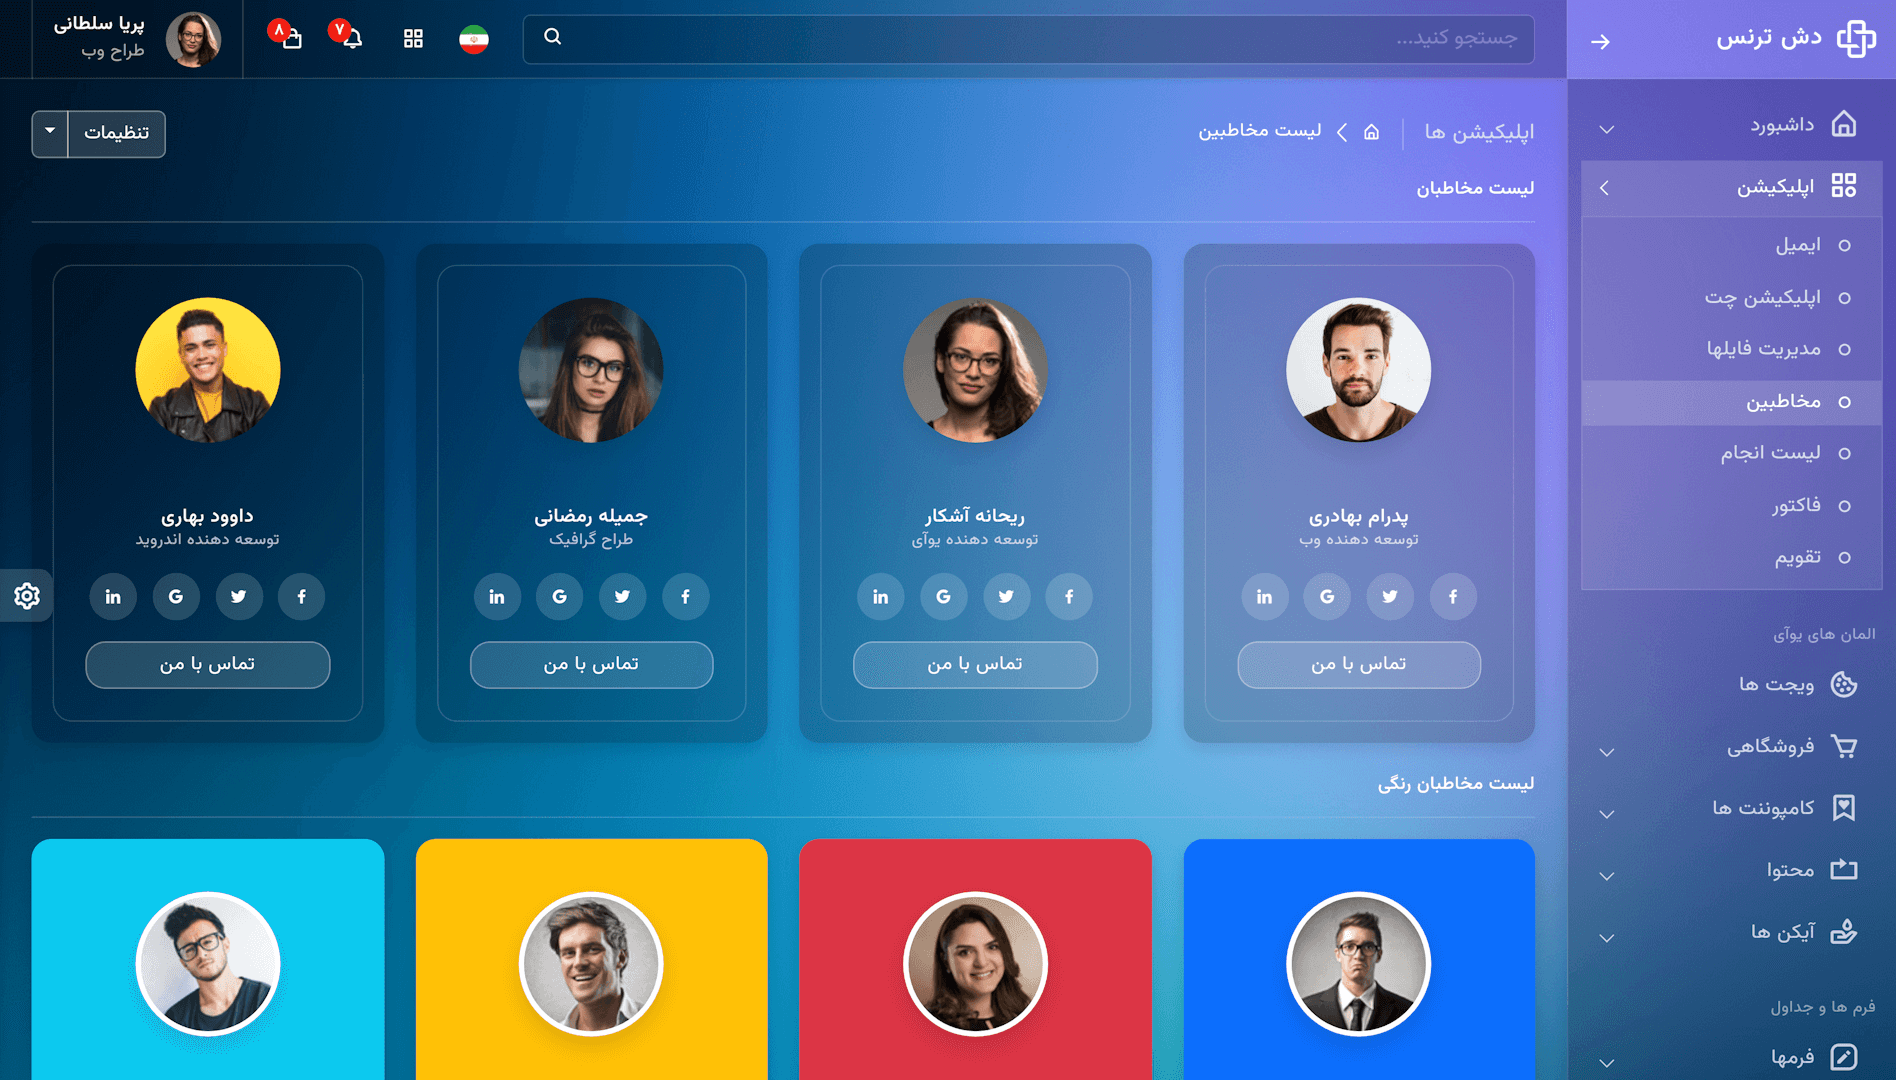 دش ترنس
جستجو کنید...
۷
۸
پریا سلطانی
طراح وب
داشبورد
اپلیکیشن
ایمیل
اپلیکیشن چت
مدیریت فایلها
مخاطبین
لیست انجام
فاکتور
تقویم
المان های یوآی
ویجت ها
فروشگاهی
کامپوننت ها
محتوا
آیکن ها
فرم ها و جداول
فرمها
اپلیکیشن ها
لیست مخاطبین
تنظیمات
لیست مخاطبان
پدرام بهادری
توسعه دهنده وب
تماس با من
ریحانه آشکار
توسعه دهنده یوآی
تماس با من
جمیله رمضانی
طراح گرافیک
تماس با من
داوود بهاری
توسعه دهنده اندروید
تماس با من
لیست مخاطبان رنگی